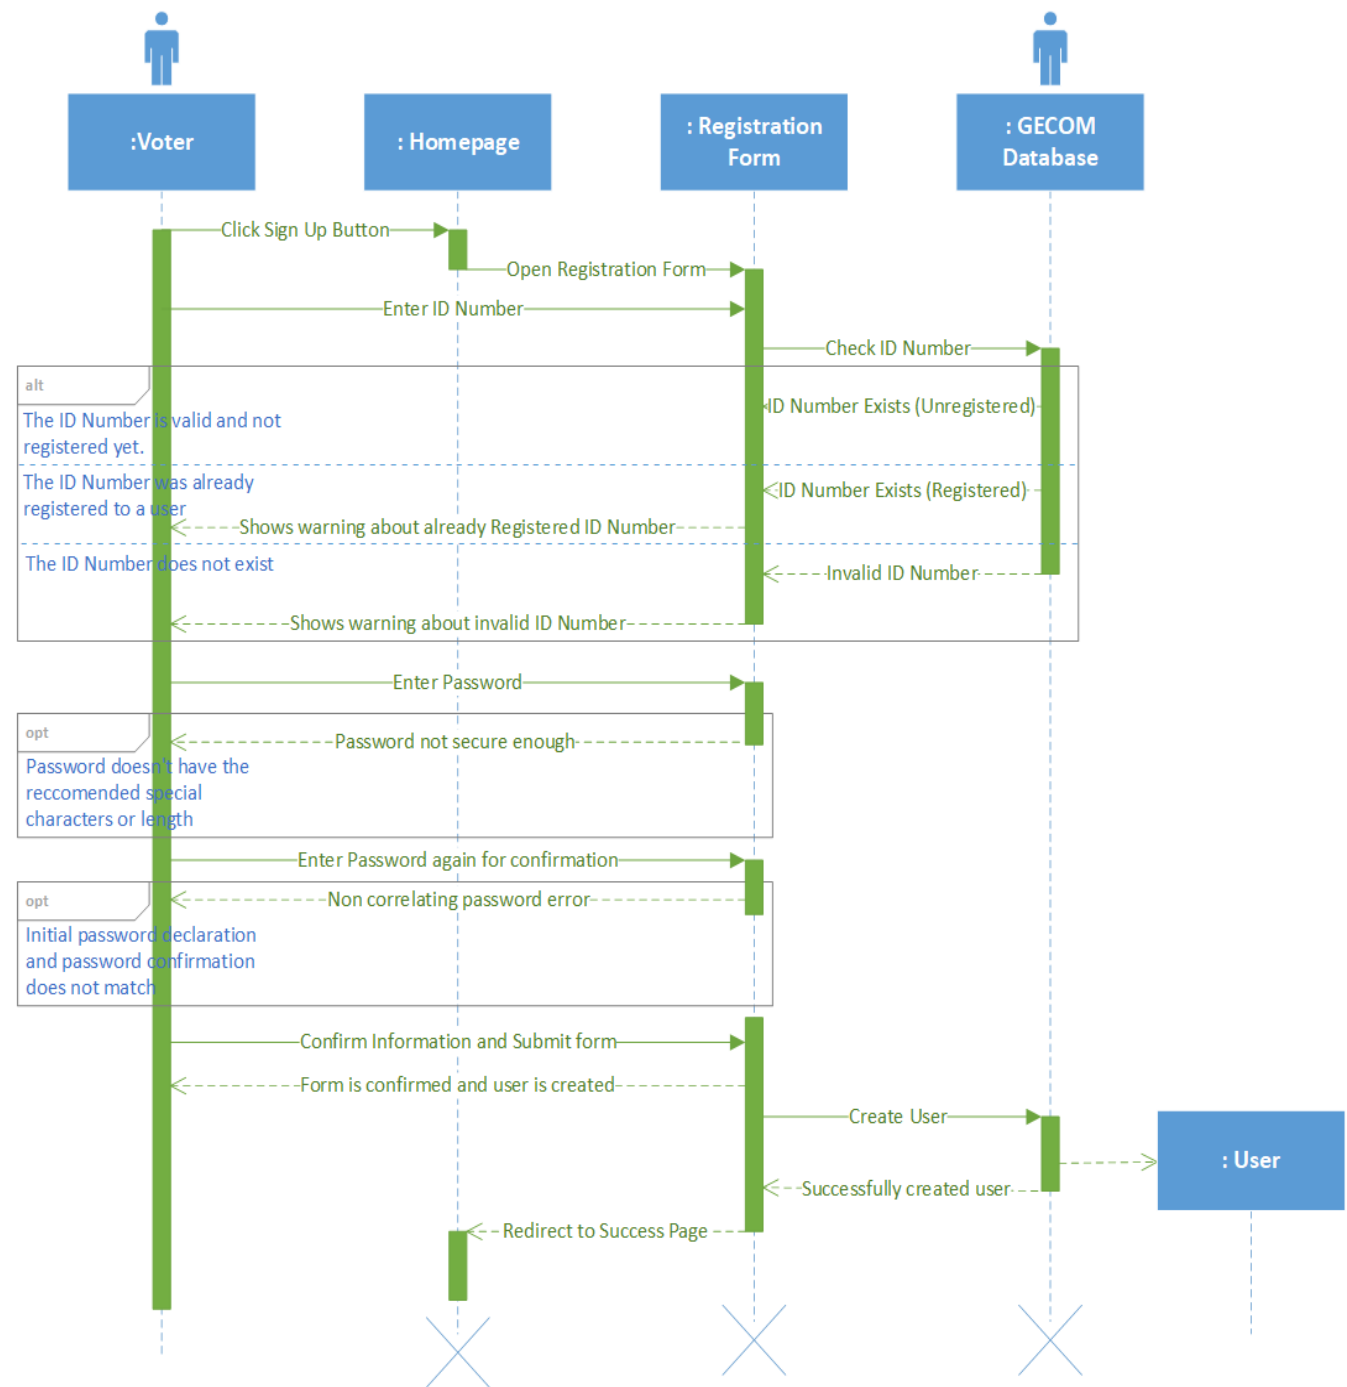 :Voter
: Homepage
: Registration
Form
: GECOM
Database
Click Sign Up Button
Open Registration Form
Enter ID Number
Check ID Number
alt
ID Number Exists (Unregistered)
The ID Number is valid and not
registered yet.
The ID Number was already
registered to a user
ID Number Exists (Registered)
Shows warning about already Registered ID Number
The ID Number does not exist
Invalid ID Number
Shows warning about invalid ID Number
Enter Password
opt
Password not secure enough
Password doesn't have the
reccomended special
characters or length
Enter Password again for confirmation
opt
Non correlating password error
Initial password declaration
and password confirmation
does not match
Confirm Information and Submit form
Form is confirmed and user is created
Create User
: User
Successfully created user
Redirect to Success Page